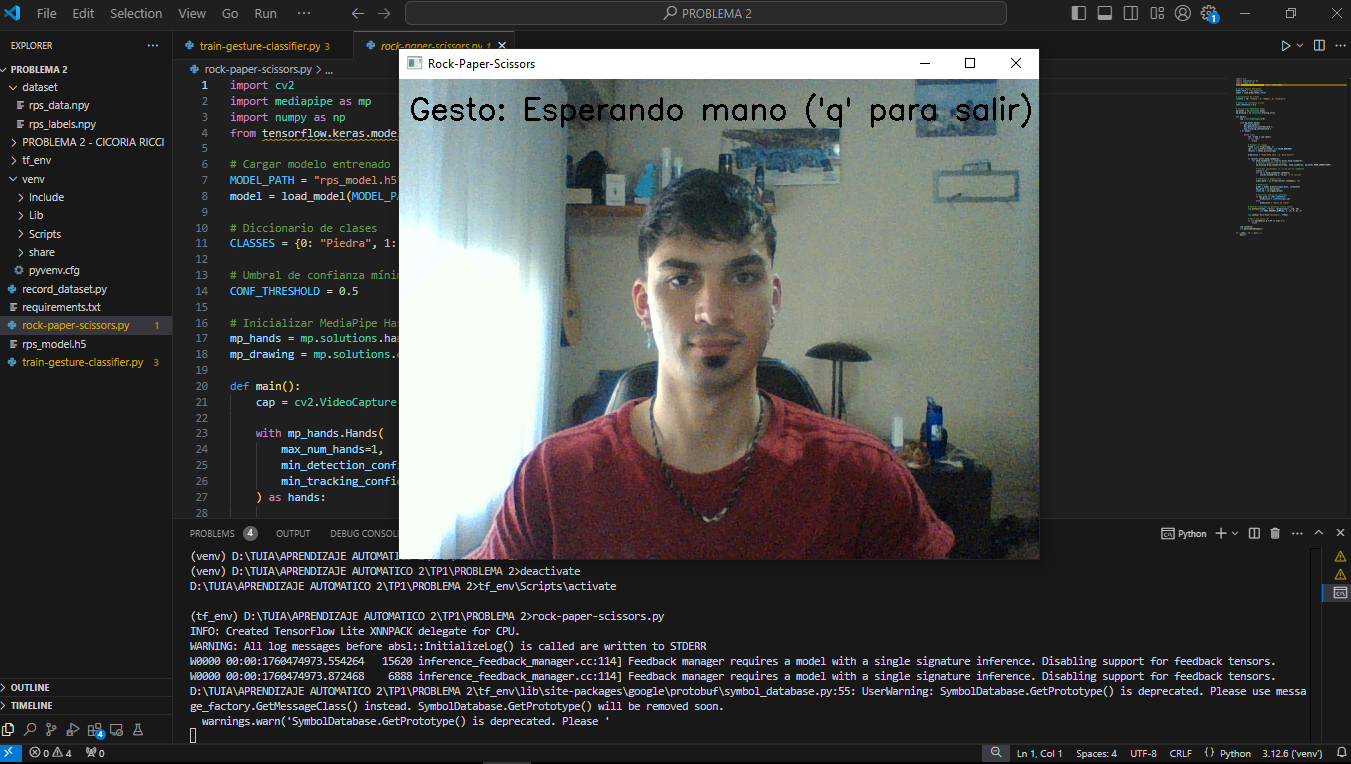 File Edit Selection View Go Run ··· PROBLEMA 2 1
EXPLORER ···
PROBLEMA 2
dataset
rps_data.npy
rps_labels.npy
PROBLEMA 2 - CICORIA RICCI
tf_env
venv
Include
Lib
Scripts
share
pyvenv.cfg
record_dataset.py
requirements.txt
rock-paper-scissors.py 1
rps_model.h5
train-gesture-classifier.py 3
OUTLINE
TIMELINE
4
train-gesture-classifier.py 3 rock-paper-scissors.py 1
rock-paper-scissors.py > ...
1 import cv2
2 import mediapipe as mp
3 import numpy as np
4 from tensorflow.keras.mode
5
6 # Cargar modelo entrenado
7 MODEL_PATH = "rps_model.h5
8 model = load_model(MODEL_PA
9
10 # Diccionario de clases
11 CLASSES = {0: "Piedra", 1:
12
13 # Umbral de confianza míni
14 CONF_THRESHOLD = 0.5
15
16 # Inicializar MediaPipe Ha
17 mp_hands = mp.solutions.ha
18 mp_drawing = mp.solutions.
19
20 def main():
21 cap = cv2.VideoCapture
22
23 with mp_hands.Hands(
24 max_num_hands=1,
25 min_detection_conf
26 min_tracking_confi
27 ) as hands:
28
Rock-Paper-Scissors
Gesto: Esperando mano ('q' para salir)
PROBLEMS 4 OUTPUT DEBUG CONSOL Python
(venv) D:\TUIA\APRENDIZAJE AUTOMATICO
(venv) D:\TUIA\APRENDIZAJE AUTOMATICO 2\TP1\PROBLEMA 2>deactivate
D:\TUIA\APRENDIZAJE AUTOMATICO 2\TP1\PROBLEMA 2>tf_env\Scripts\activate
(tf_env) D:\TUIA\APRENDIZAJE AUTOMATICO 2\TP1\PROBLEMA 2>rock-paper-scissors.py
INFO: Created TensorFlow Lite XNNPACK delegate for CPU.
WARNING: All log messages before absl::InitializeLog() is called are written to STDERR
W0000 00:00:1760474973.554264 15620 inference_feedback_manager.cc:114] Feedback manager requires a model with a single signature inference. Disabling support for feedback tensors.
W0000 00:00:1760474973.872468 6888 inference_feedback_manager.cc:114] Feedback manager requires a model with a single signature inference. Disabling support for feedback tensors.
D:\TUIA\APRENDIZAJE AUTOMATICO 2\TP1\PROBLEMA 2\tf_env\lib\site-packages\google\protobuf\symbol_database.py:55: UserWarning: SymbolDatabase.GetPrototype() is deprecated. Please use messa
ge_factory.GetMessageClass() instead. SymbolDatabase.GetPrototype() will be removed soon.
warnings.warn('SymbolDatabase.GetPrototype() is deprecated. Please '
0 4 0 Ln 1, Col 1 Spaces: 4 UTF-8 CRLF Python 3.12.6 ('venv')